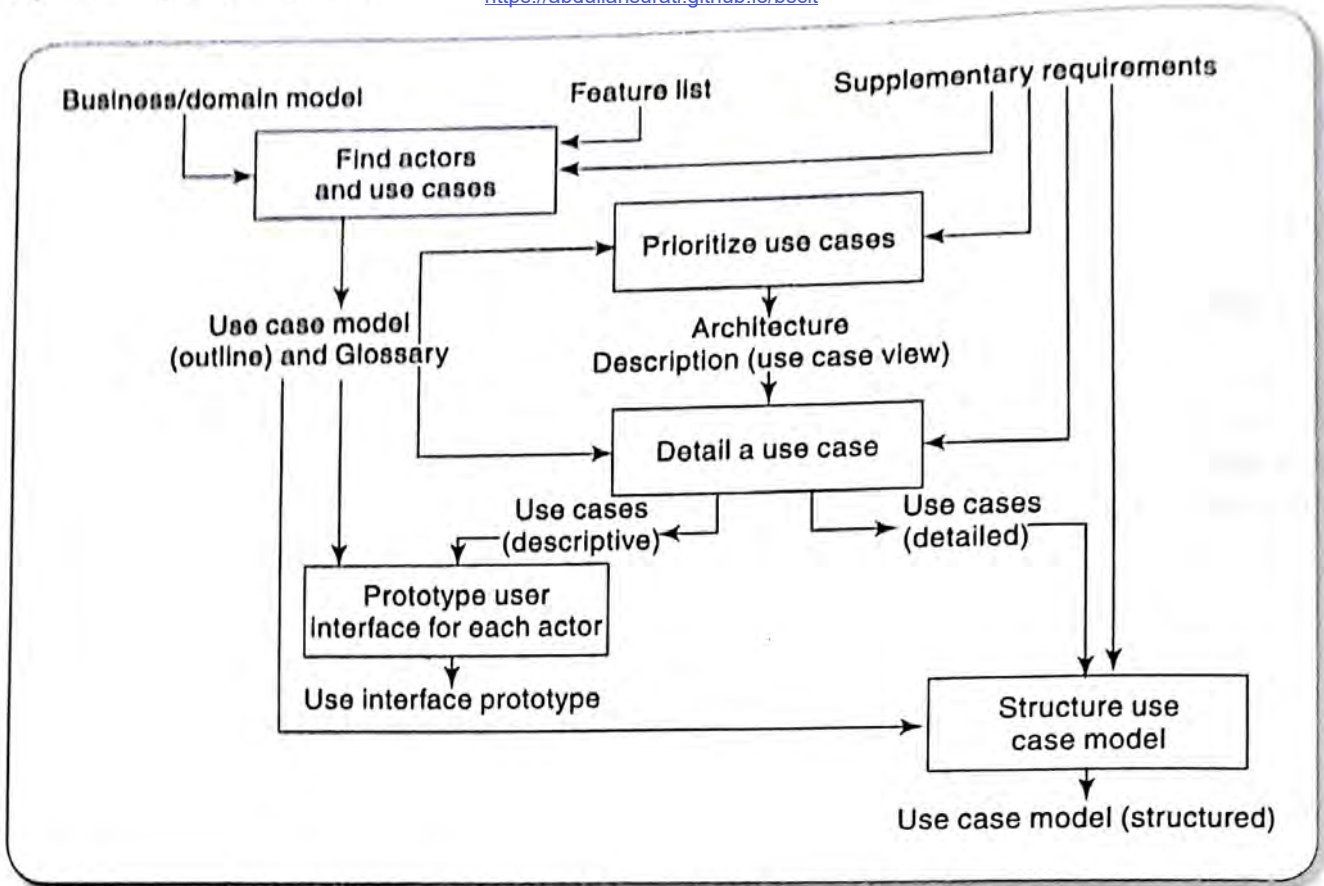 Business/domain model
Feature list
Supplementary requirements
Find actors
and use cases
Prioritize use cases
Use case model
(outline) and Glossary
Architecture
Description (use case view)
Detail a use case
Use cases
(descriptive)
Use cases
(detailed)
Prototype user
interface for each actor
Use interface prototype
Structure use
case model
Use case model (structured)